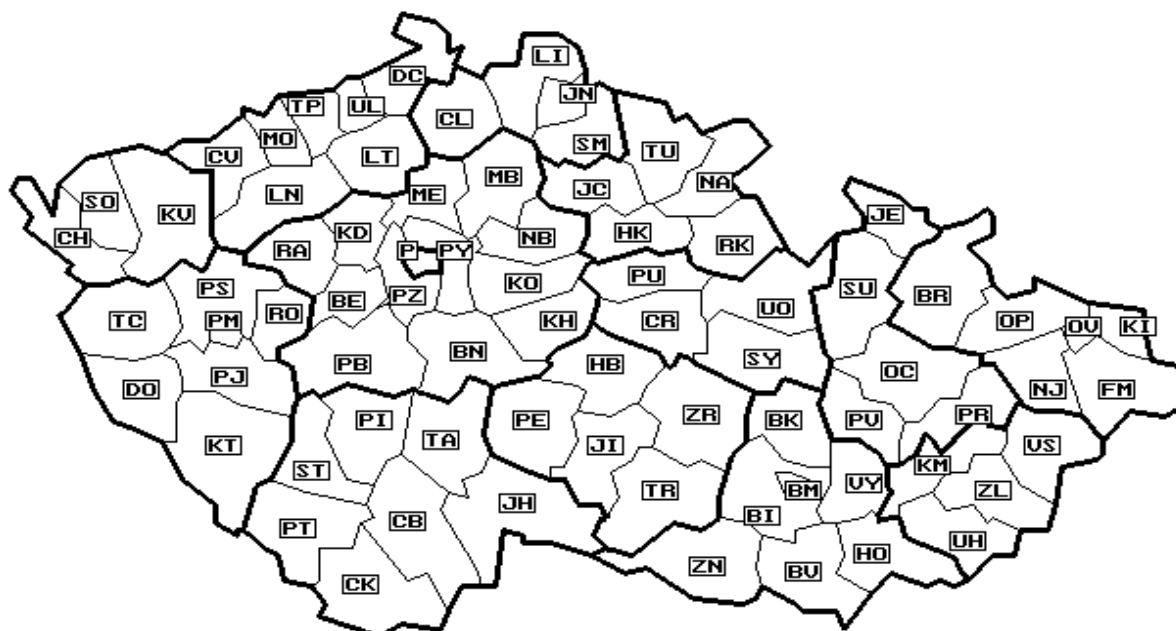 LI
DC
JN
TP
UL
CL
MO
SM
CV
LT
TU
MB
NA
LN
ME
JC
SO
KV
JE
KD
HK
CH
NB
RK
RA
P
PY
PU
KO
BR
PS
SU
BE
PZ
UO
RO
TC
PM
CR
KH
OP
OV
KI
BN
SY
PB
HB
OC
PJ
NJ
FM
DO
PI
PE
ZR
BK
PV
PR
TA
KT
JI
VS
ST
KM
TR
BM
VY
ZL
JH
PT
CB
BI
UH
HO
ZN
BV
CK